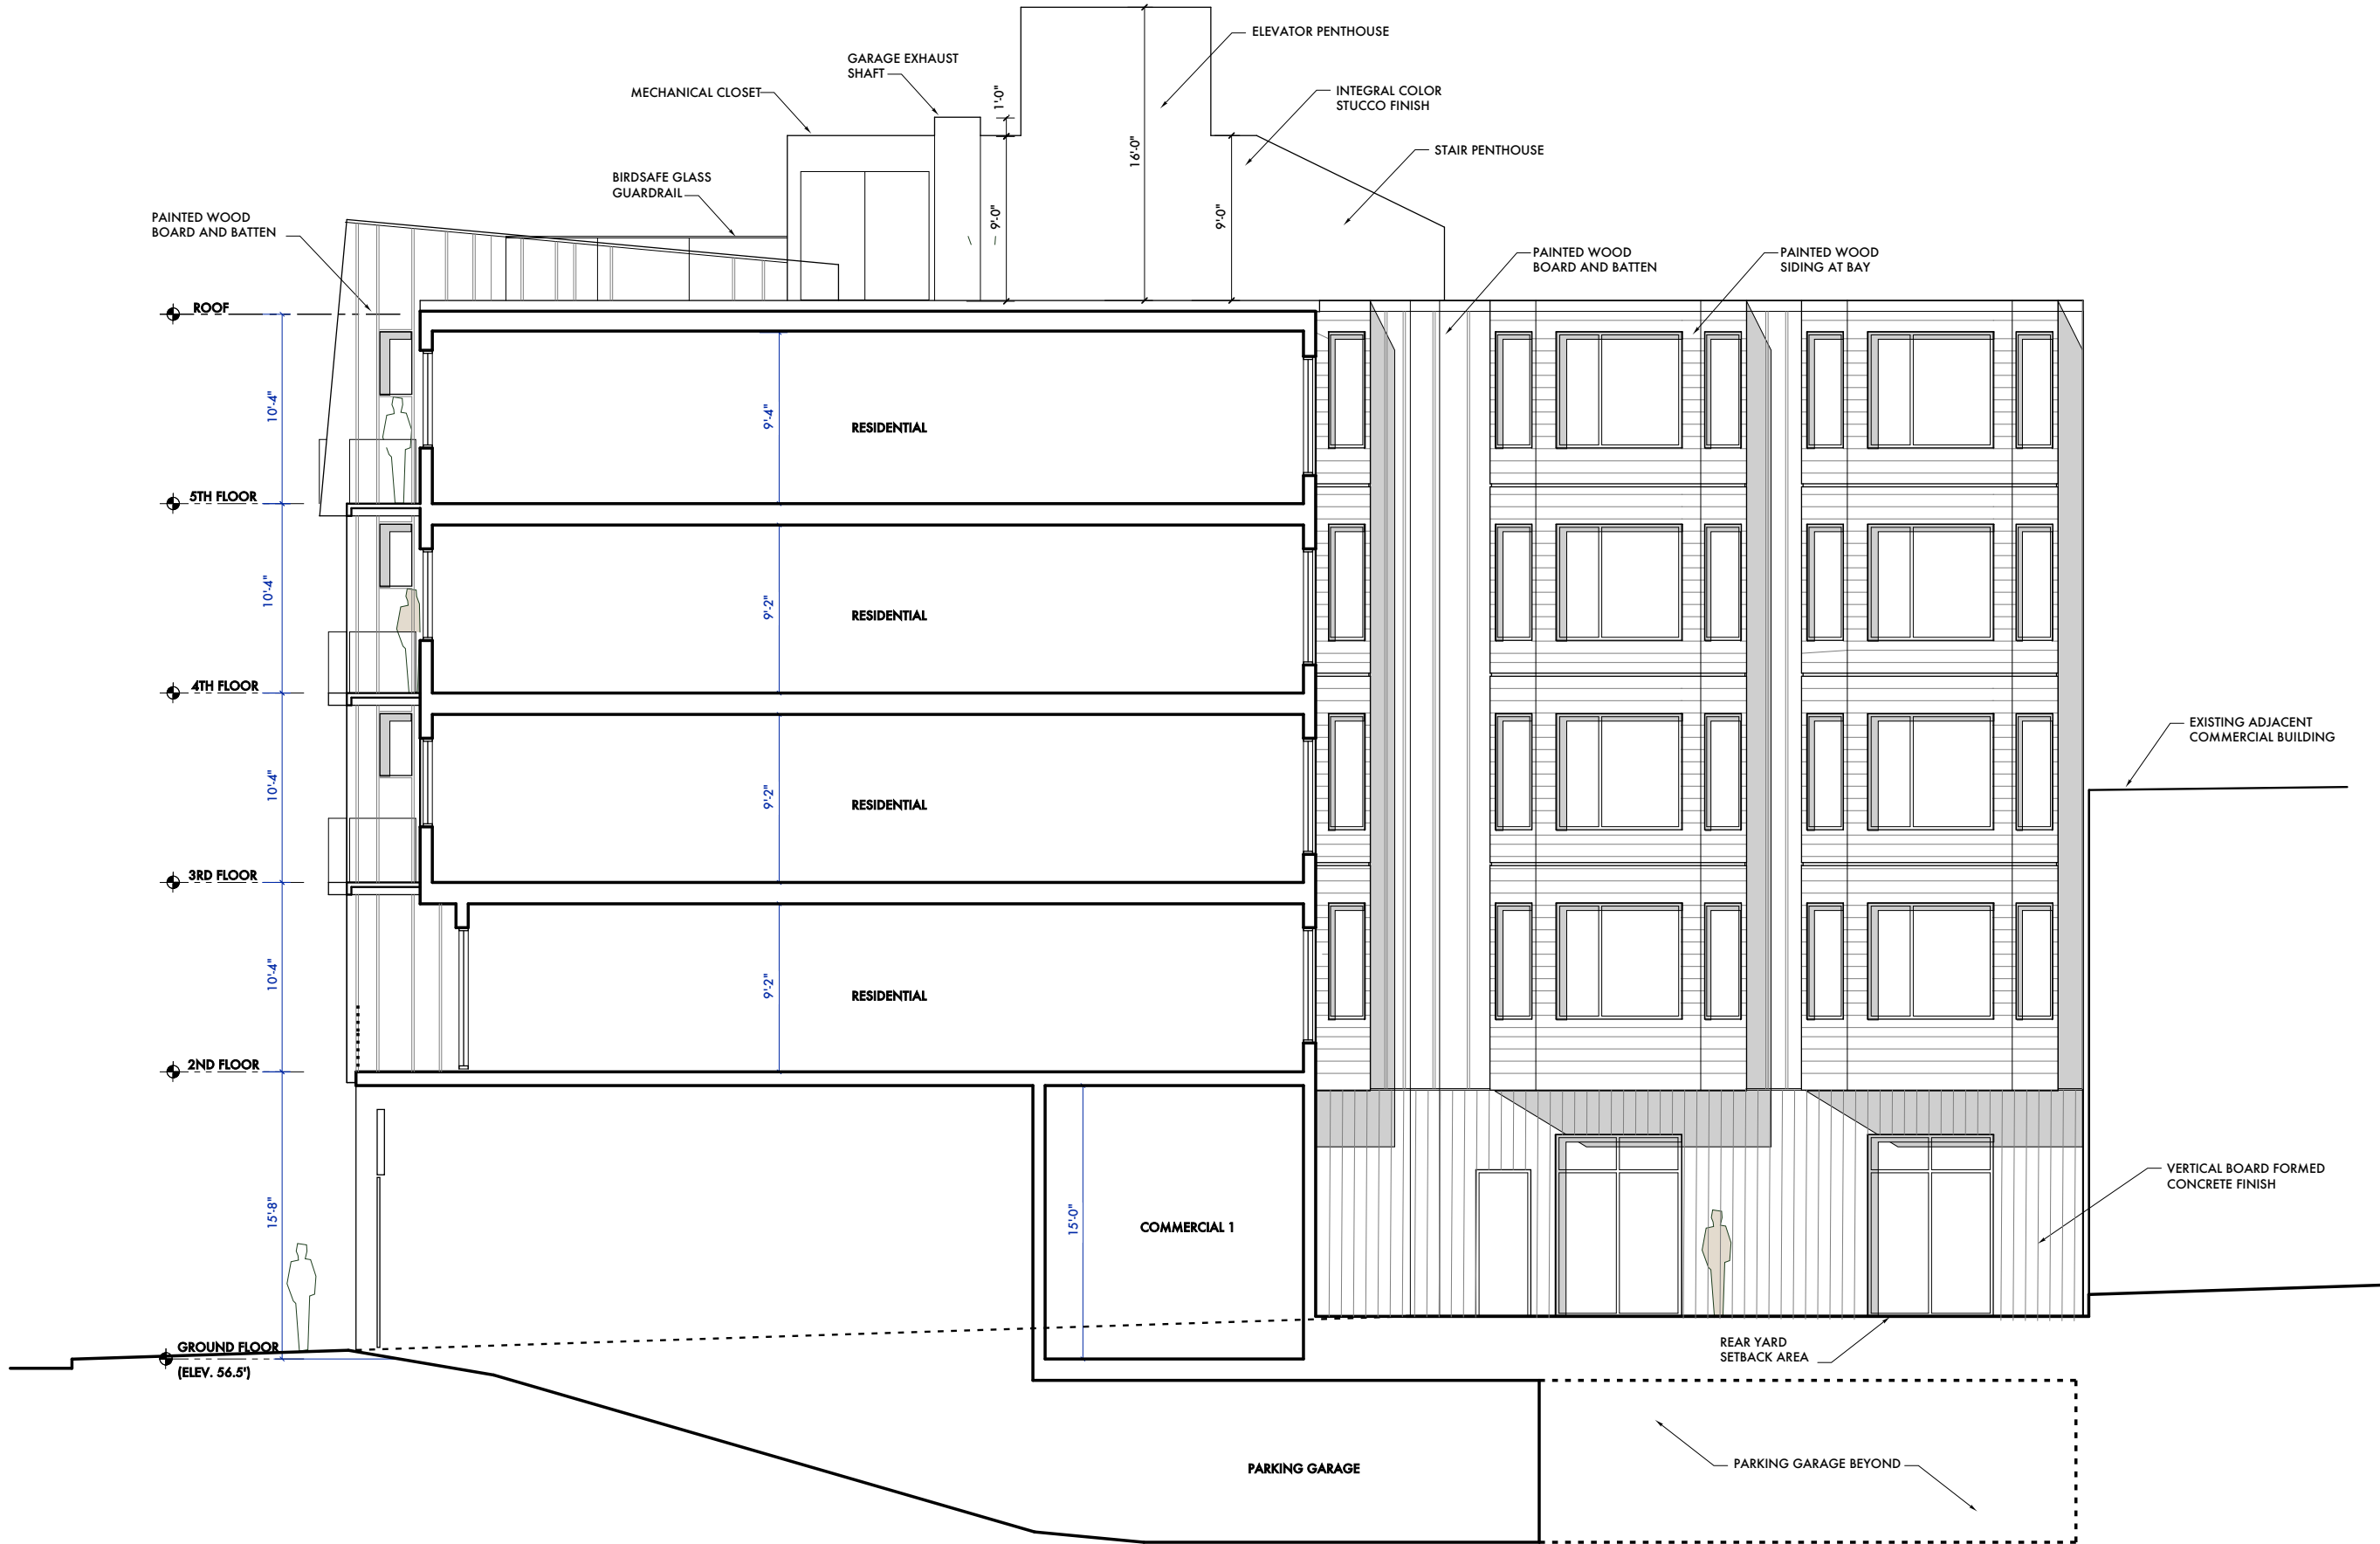 ELEVATOR PENTHOUSE
GARAGE EXHAUST
SHAFT
MECHANICAL CLOSET
1'-0"
INTEGRAL COLOR
STUCCO FINISH
16'-0"
STAIR PENTHOUSE
BIRDSAFE GLASS
GUARDRAIL
9'-0"
9'-0"
PAINTED WOOD
BOARD AND BATTEN
PAINTED WOOD
BOARD AND BATTEN
PAINTED WOOD
SIDING AT BAY
ROOF
10'-4"
9'-4"
RESIDENTIAL
5TH FLOOR
10'-4"
9'-2"
RESIDENTIAL
4TH FLOOR
EXISTING ADJACENT
COMMERCIAL BUILDING
10'-4"
9'-2"
RESIDENTIAL
3RD FLOOR
10'-4"
9'-2"
RESIDENTIAL
2ND FLOOR
VERTICAL BOARD FORMED
CONCRETE FINISH
15'-8"
15'-0"
COMMERCIAL 1
GROUND FLOOR
(ELEV. 56.5')
REAR YARD
SETBACK AREA
PARKING GARAGE
PARKING GARAGE BEYOND